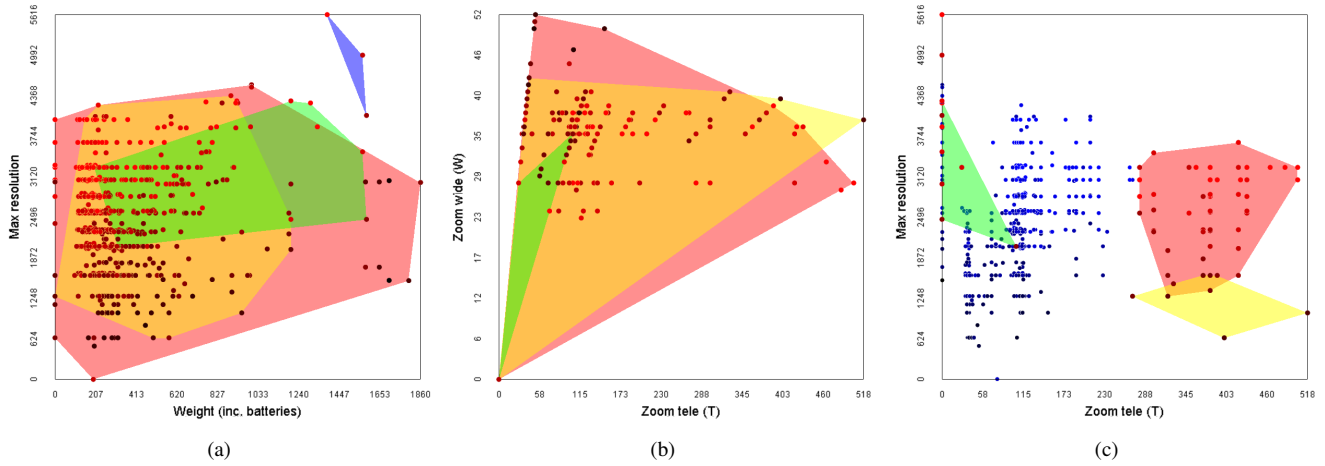 5616
4992
4368
3744
3120
2496
1872
1248
624
0
Max resolution
0 207 413 620 827 1033 1240 1447 1653 1860
Weight (inc. batteries)
(a)
52
46
40
35
29
23
17
12
6
0
Zoom wide (W)
0 58 115 173 230 288 345 403 460 518
Zoom tele (T)
(b)
5616
4992
4368
3744
3120
2496
1872
1248
624
0
Max resolution
0 58 115 173 230 288 345 403 460 518
Zoom tele (T)
(c)